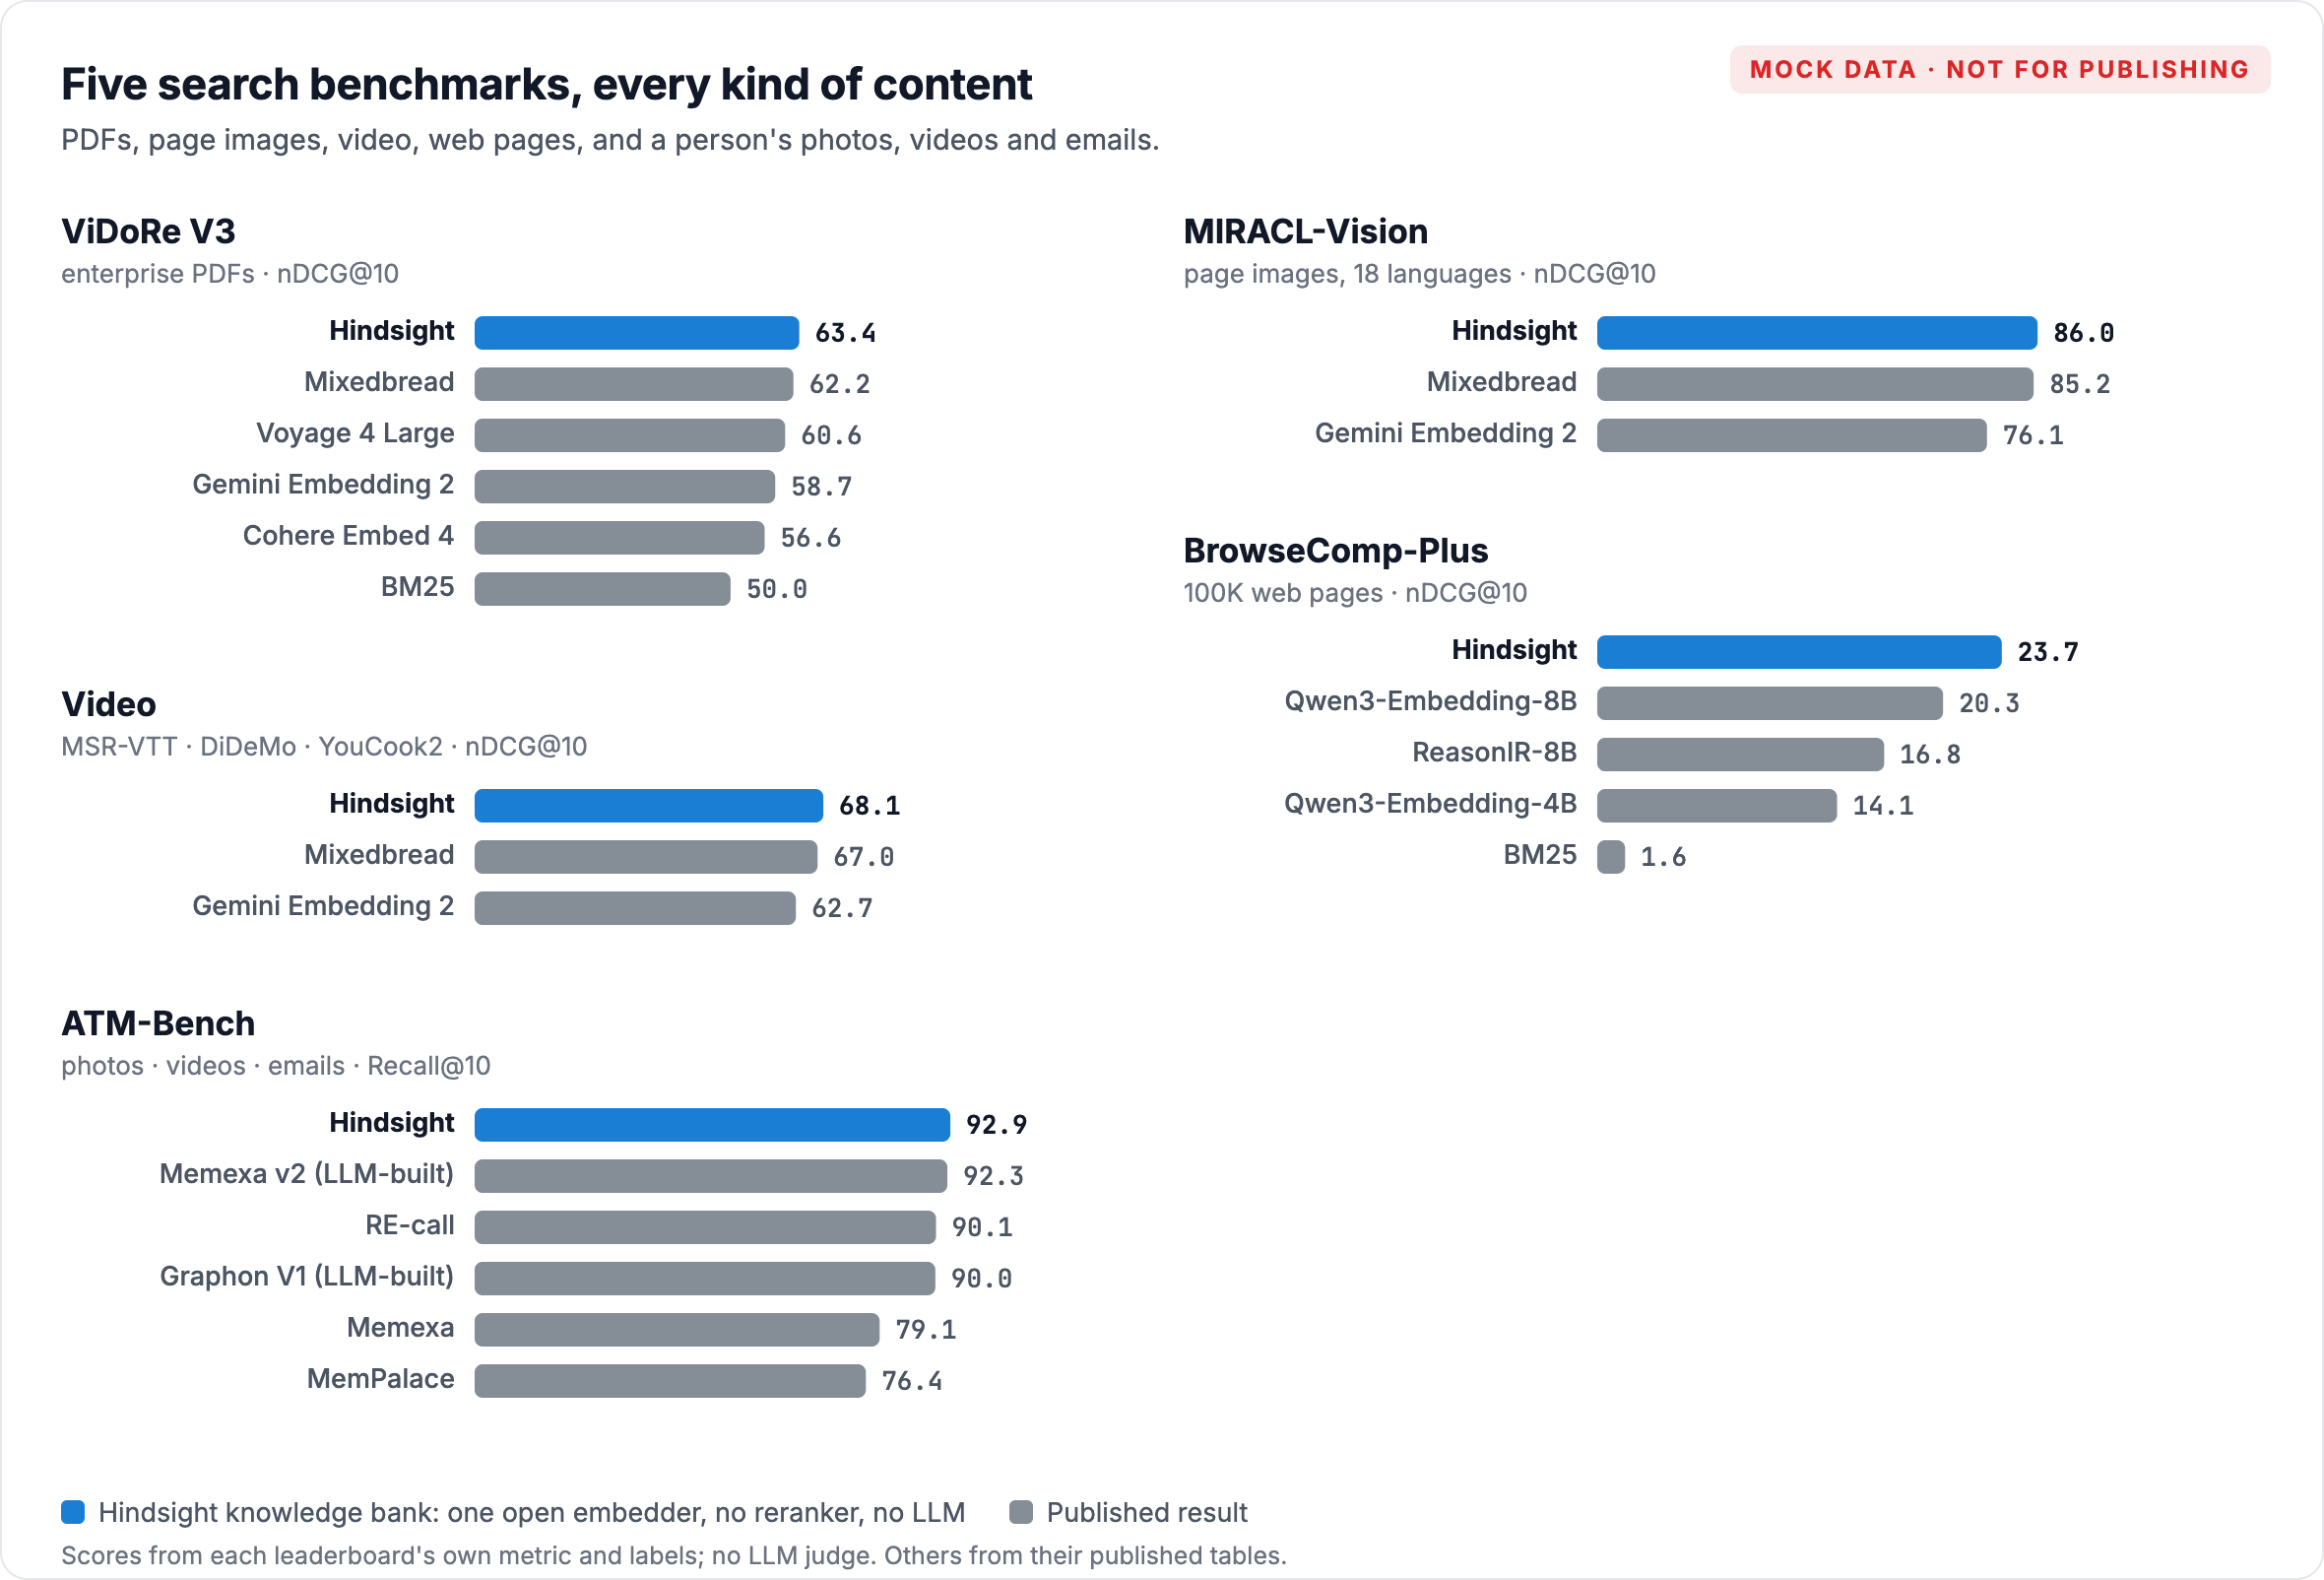 MOCK DATA · NOT FOR PUBLISHING
Five search benchmarks, every kind of content
PDFs, page images, video, web pages, and a person's photos, videos and emails.
ViDoRe V3
enterprise PDFs · nDCG@10
Hindsight 63.4
Mixedbread 62.2
Voyage 4 Large 60.6
Gemini Embedding 2 58.7
Cohere Embed 4 56.6
BM25 50.0
MIRACL-Vision
page images, 18 languages · nDCG@10
Hindsight 86.0
Mixedbread 85.2
Gemini Embedding 2 76.1
Video
MSR-VTT · DiDeMo · YouCook2 · nDCG@10
Hindsight 68.1
Mixedbread 67.0
Gemini Embedding 2 62.7
BrowseComp-Plus
100K web pages · nDCG@10
Hindsight 23.7
Qwen3-Embedding-8B 20.3
ReasonIR-8B 16.8
Qwen3-Embedding-4B 14.1
BM25 1.6
ATM-Bench
photos · videos · emails · Recall@10
Hindsight 92.9
Memexa v2 (LLM-built) 92.3
RE-call 90.1
Graphon V1 (LLM-built) 90.0
Memexa 79.1
MemPalace 76.4
Hindsight knowledge bank: one open embedder, no reranker, no LLM
Published result
Scores from each leaderboard's own metric and labels; no LLM judge. Others from their published tables.